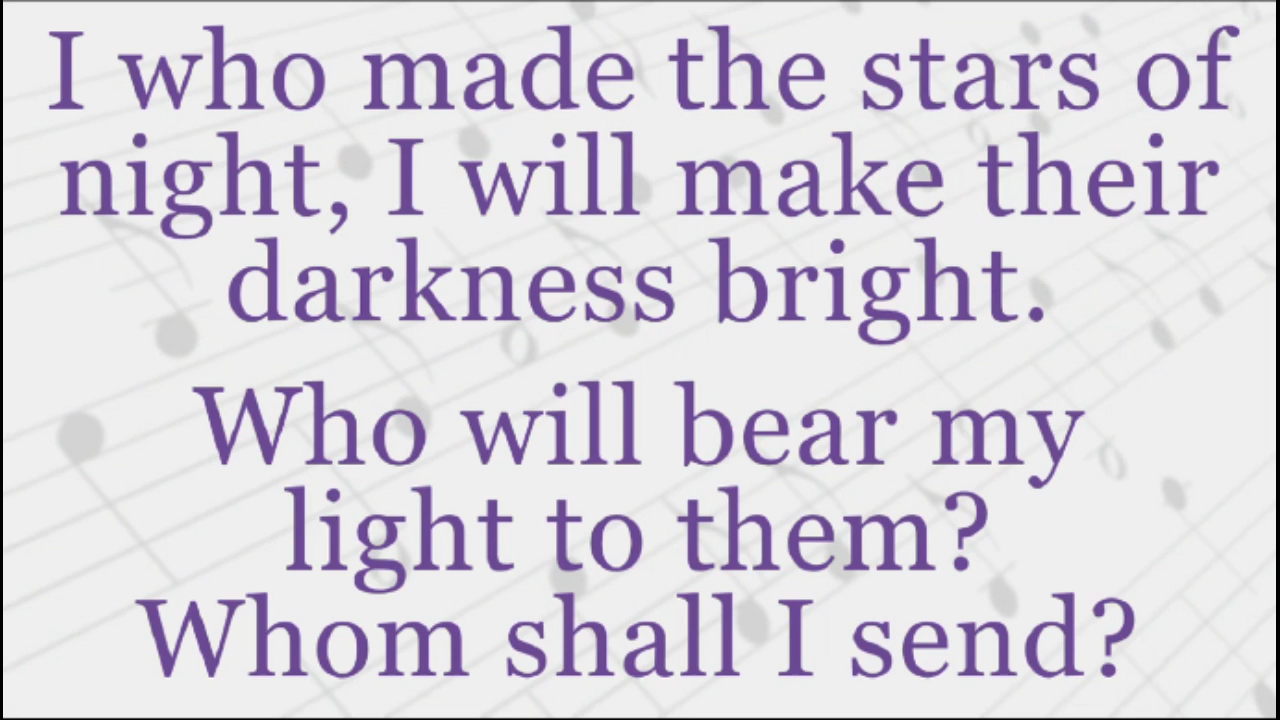 I who made the stars of
night, I will make their
darkness bright.
Who will bear my
light to them?
Whom shall I send?